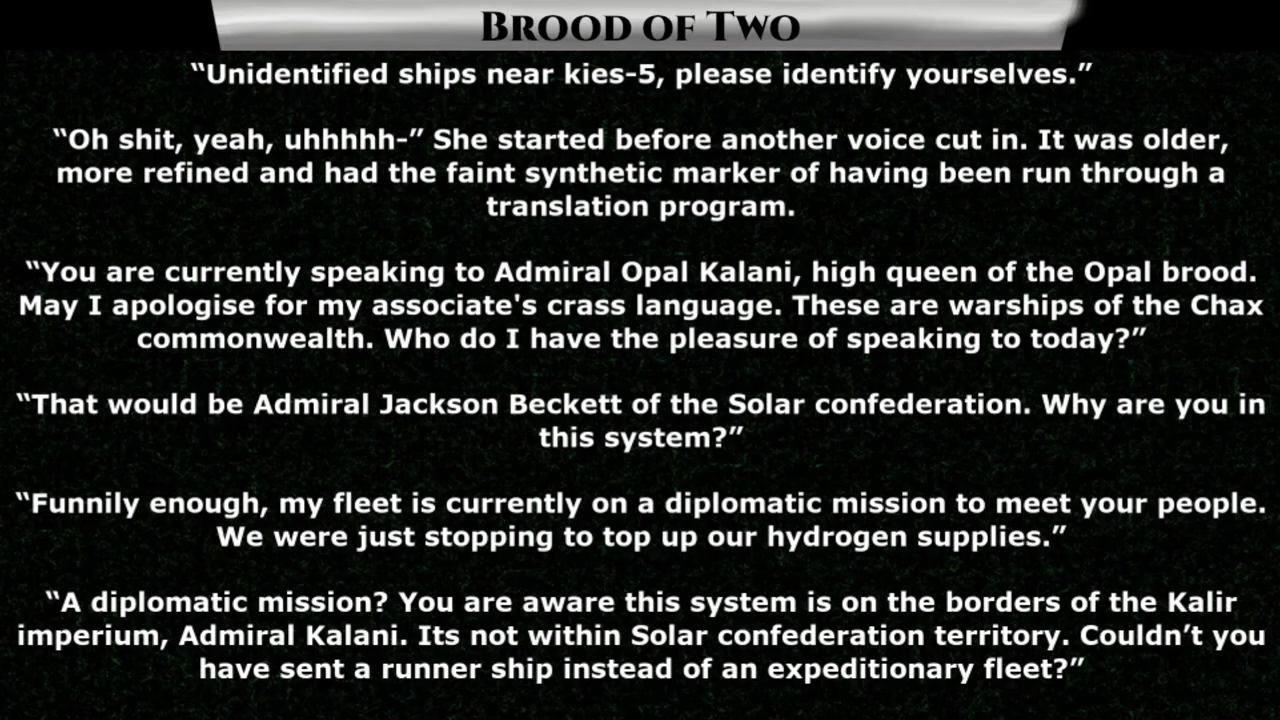 Brood of Two
“Unidentified ships near kies-5, please identify yourselves.”
“Oh shit, yeah, uhhhhh-” She started before another voice cut in. It was older,
more refined and had the faint synthetic marker of having been run through a
translation program.
“You are currently speaking to Admiral Opal Kalani, high queen of the Opal brood.
May I apologise for my associate's crass language. These are warships of the Chax
commonwealth. Who do I have the pleasure of speaking to today?”
“That would be Admiral Jackson Beckett of the Solar confederation. Why are you in
this system?”
“Funnily enough, my fleet is currently on a diplomatic mission to meet your people.
We were just stopping to top up our hydrogen supplies.”
“A diplomatic mission? You are aware this system is on the borders of the Kalir
imperium, Admiral Kalani. Its not within Solar confederation territory. Couldn’t you
have sent a runner ship instead of an expeditionary fleet?”